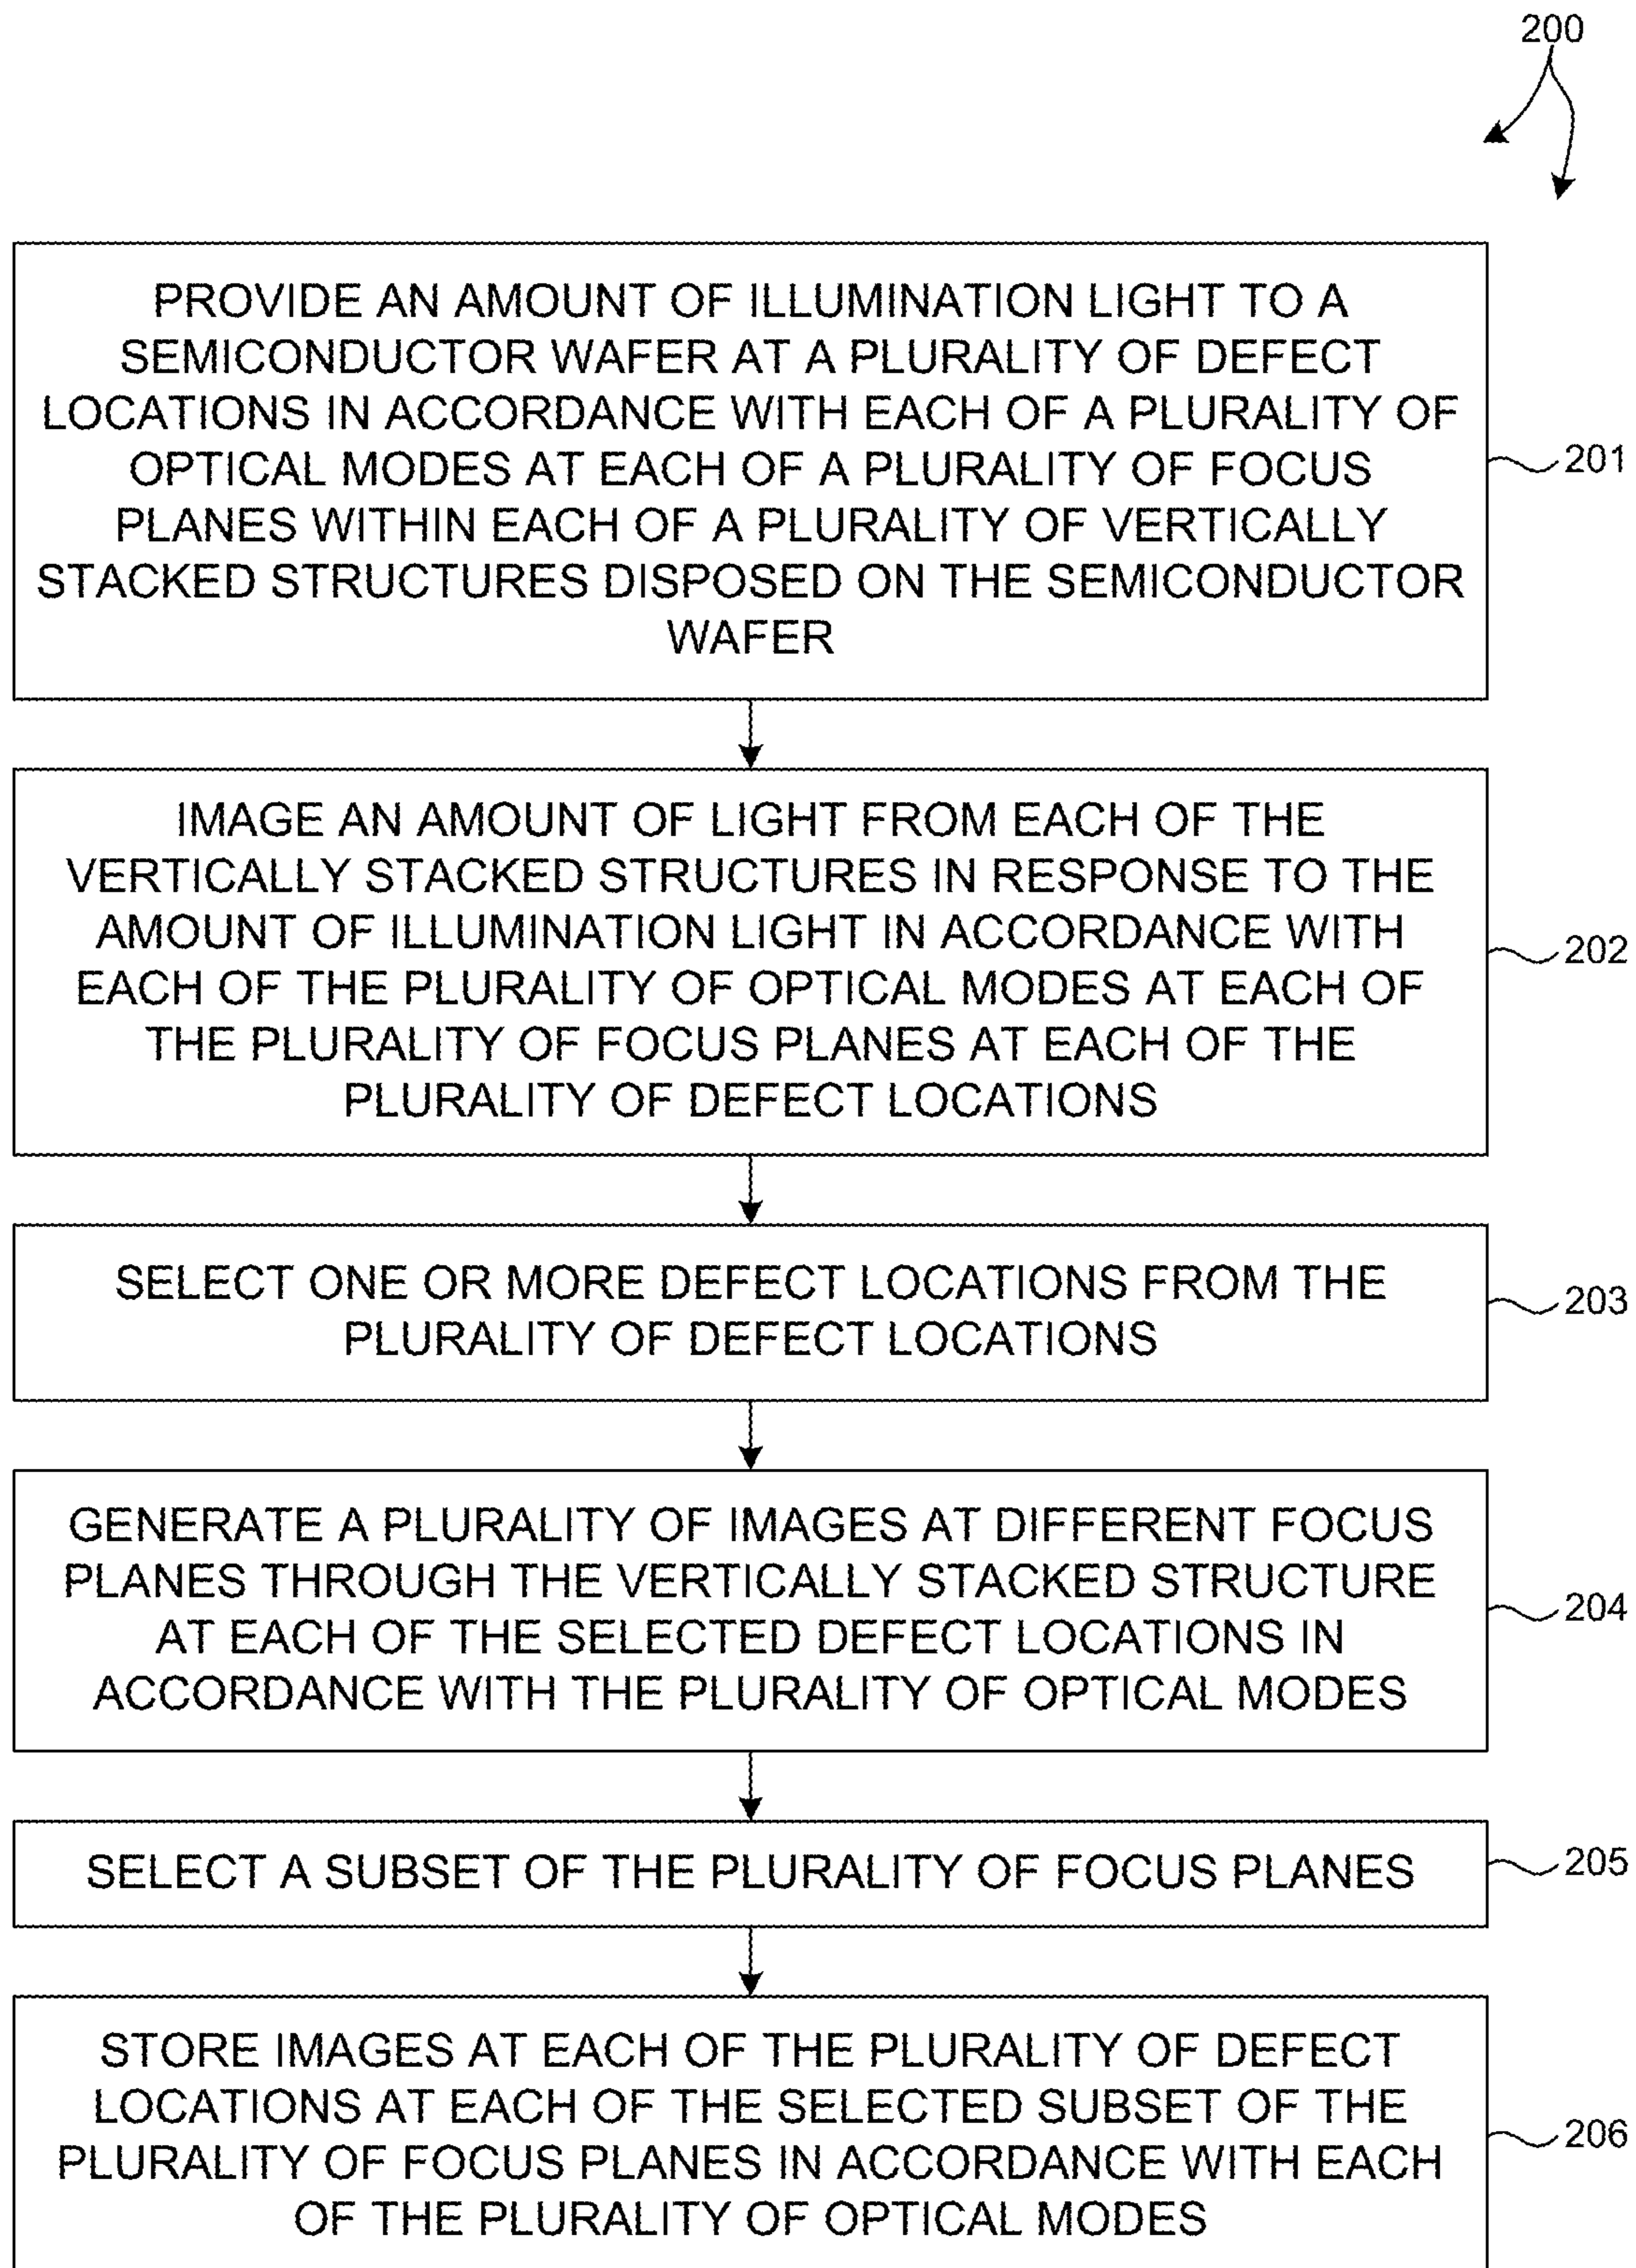 200
PROVIDE AN AMOUNT OF ILLUMINATION LIGHT TO A
SEMICONDUCTOR WAFER AT A PLURALITY OF DEFECT
LOCATIONS IN ACCORDANCE WITH EACH OF A PLURALITY OF
OPTICAL MODES AT EACH OF A PLURALITY OF FOCUS
PLANES WITHIN EACH OF A PLURALITY OF VERTICALLY
STACKED STRUCTURES DISPOSED ON THE SEMICONDUCTOR
WAFER
201
IMAGE AN AMOUNT OF LIGHT FROM EACH OF THE
VERTICALLY STACKED STRUCTURES IN RESPONSE TO THE
AMOUNT OF ILLUMINATION LIGHT IN ACCORDANCE WITH
EACH OF THE PLURALITY OF OPTICAL MODES AT EACH OF
THE PLURALITY OF FOCUS PLANES AT EACH OF THE
PLURALITY OF DEFECT LOCATIONS
202
SELECT ONE OR MORE DEFECT LOCATIONS FROM THE
PLURALITY OF DEFECT LOCATIONS
203
GENERATE A PLURALITY OF IMAGES AT DIFFERENT FOCUS
PLANES THROUGH THE VERTICALLY STACKED STRUCTURE
AT EACH OF THE SELECTED DEFECT LOCATIONS IN
ACCORDANCE WITH THE PLURALITY OF OPTICAL MODES
204
SELECT A SUBSET OF THE PLURALITY OF FOCUS PLANES
205
STORE IMAGES AT EACH OF THE PLURALITY OF DEFECT
LOCATIONS AT EACH OF THE SELECTED SUBSET OF THE
PLURALITY OF FOCUS PLANES IN ACCORDANCE WITH EACH
OF THE PLURALITY OF OPTICAL MODES
206